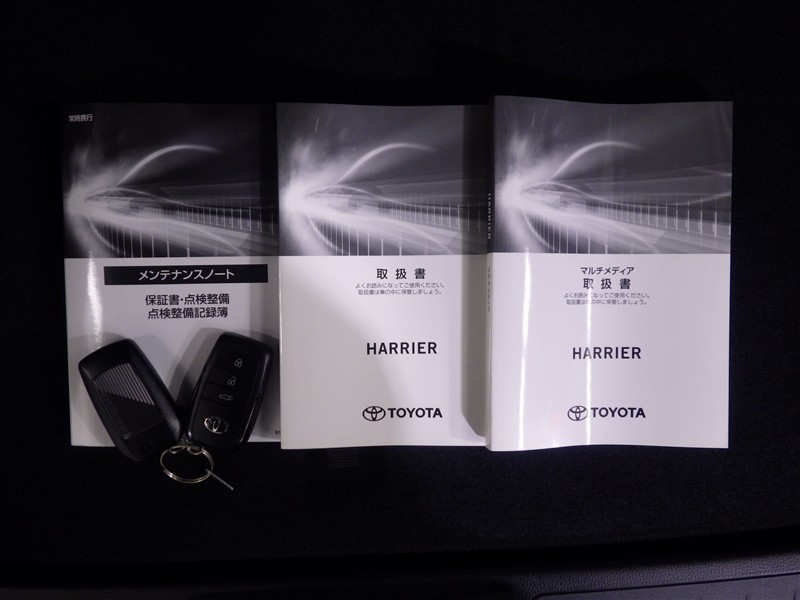 常時携行
メンテナンスノート
保証書・点検整備
点検整備記録簿
取扱書
よくお読みになってご使用ください。
取扱書は車の中に保管しましょう。
HARRIER
TOYOTA
HARRIER
マルチメディア
取扱書
よくお読みになってご使用ください。
取扱書は車の中に保管しましょう。
HARRIER
TOYOTA